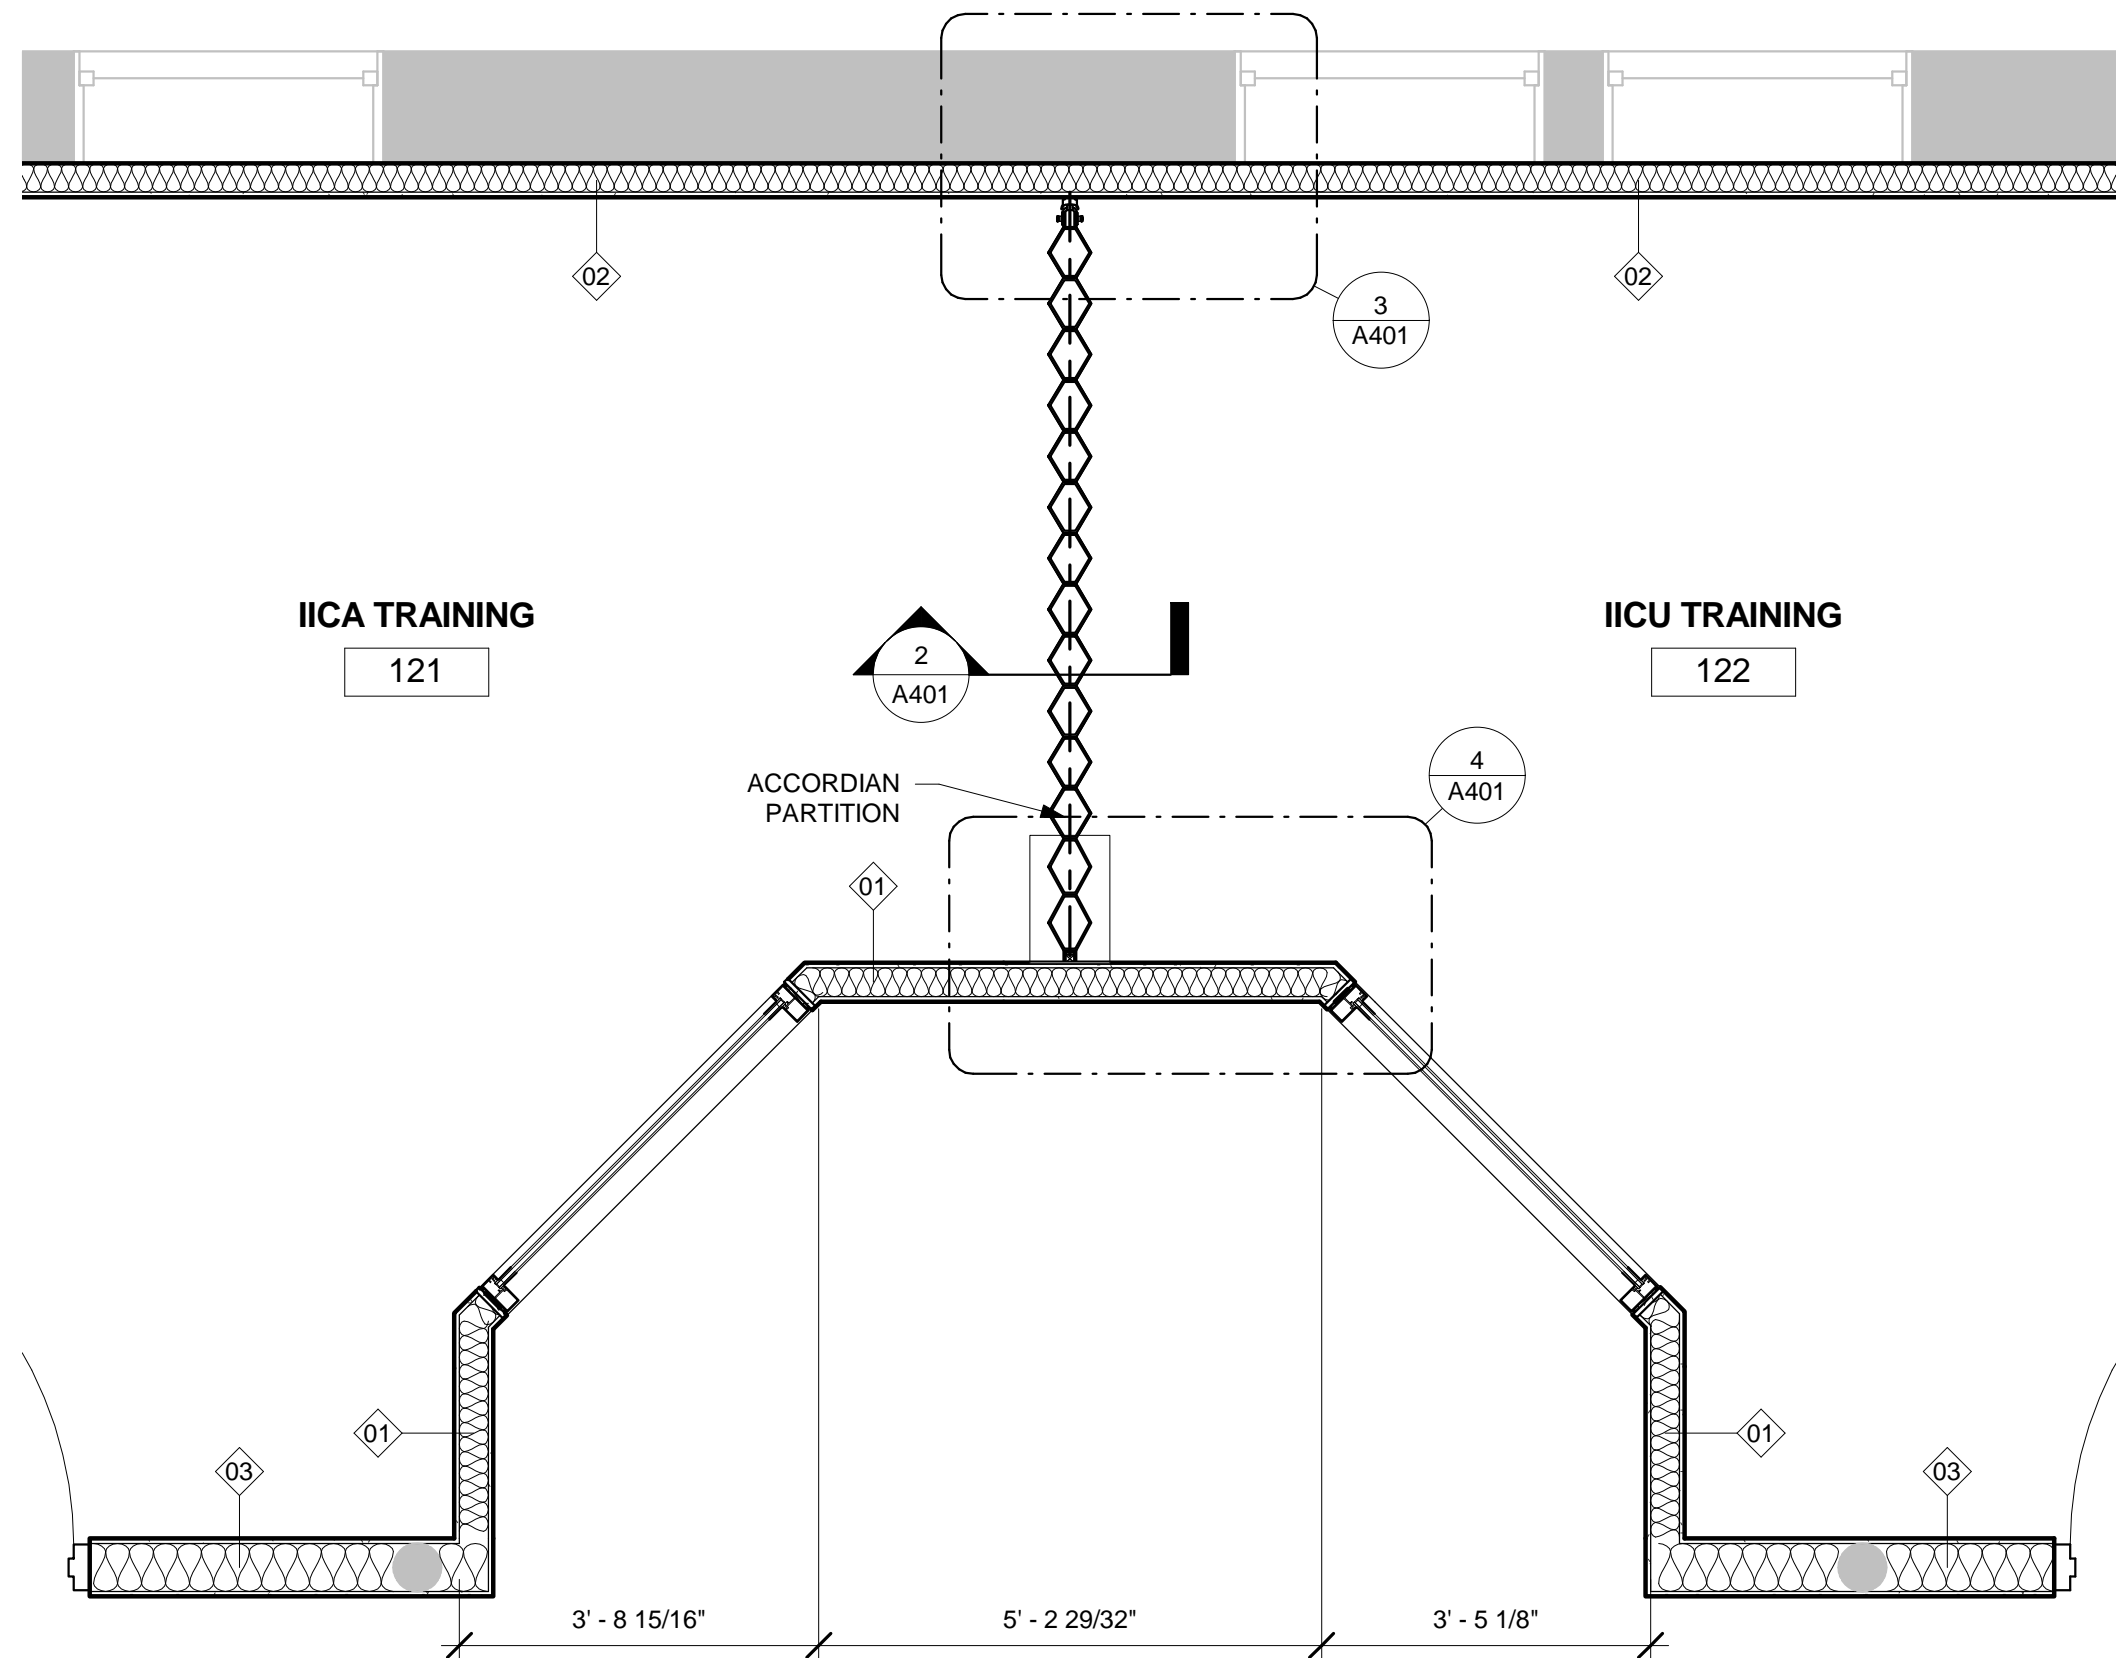 02
02
3
A401
IICA TRAINING
121
IICU TRAINING
122
2
A401
4
A401
ACCORDIAN
PARTITION
01
01
01
03
03
3' - 8 15/16"
5' - 2 29/32"
3' - 5 1/8"